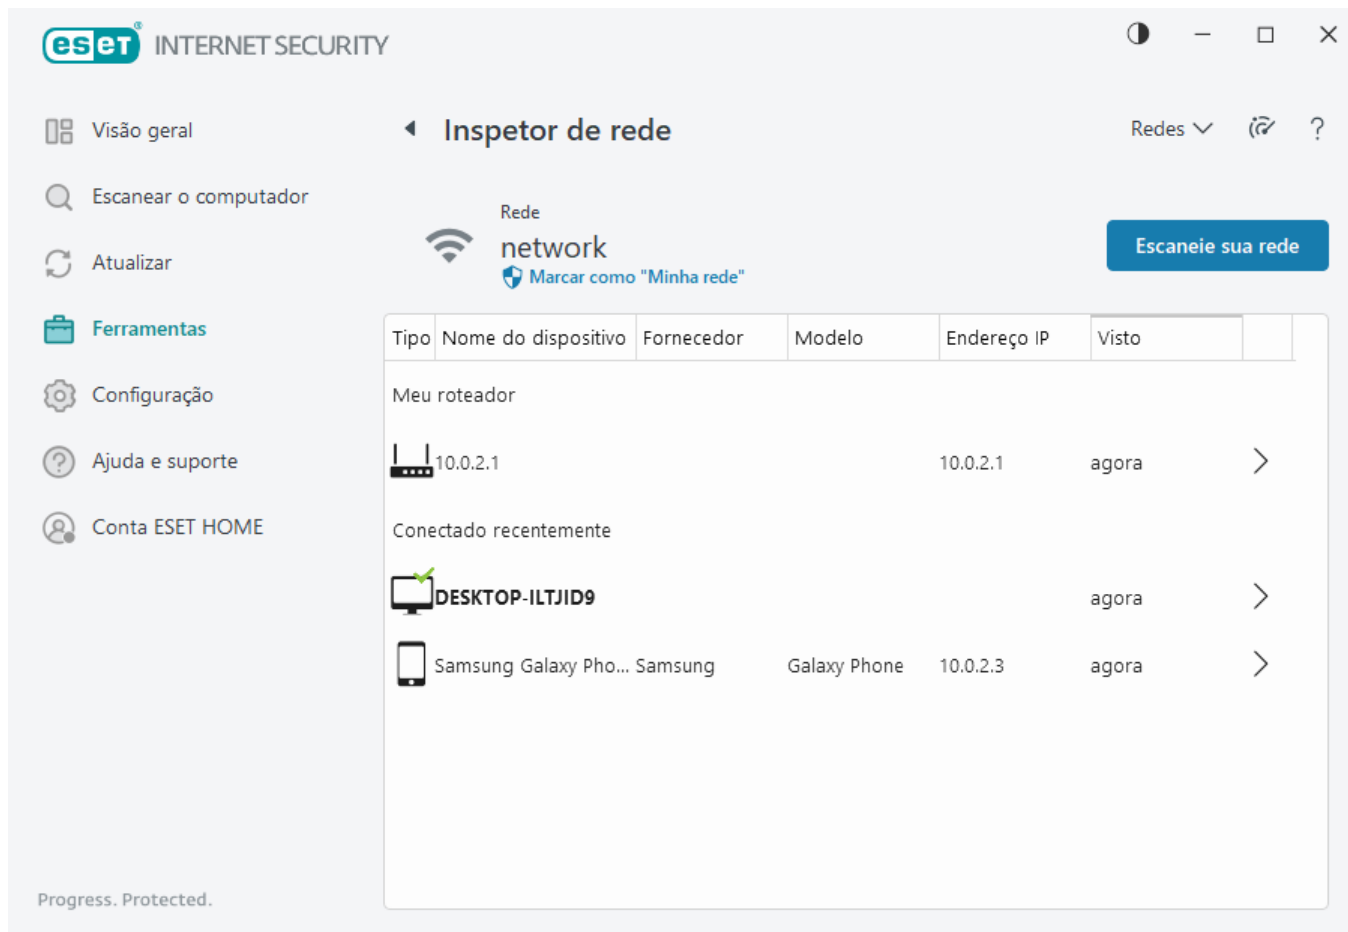 eset® INTERNET SECURITY
Visão geral
Escanear o computador
Atualizar
Ferramentas
Configuração
Ajuda e suporte
Conta ESET HOME
Progress. Protected.
Inspetor de rede
Redes
?
Rede
network
Marcar como "Minha rede"
Escaneie sua rede
Tipo Nome do dispositivo Fornecedor Modelo Endereço IP Visto
Meu roteador
10.0.2.1 10.0.2.1 agora
Conectado recentemente
DESKTOP-ILTJID9 agora
Samsung Galaxy Pho... Samsung Galaxy Phone 10.0.2.3 agora